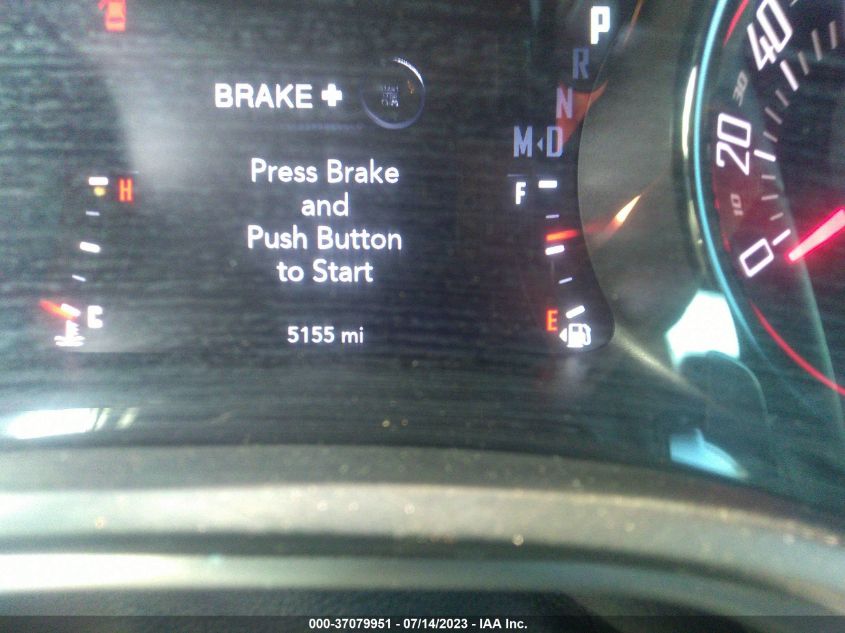 P
R
N
M◂D
BRAKE +
Press Brake
and
Push Button
to Start
5155 mi
H
C
F
E
40
30
20
10
0
000-37079951 - 07/14/2023 - IAA Inc.